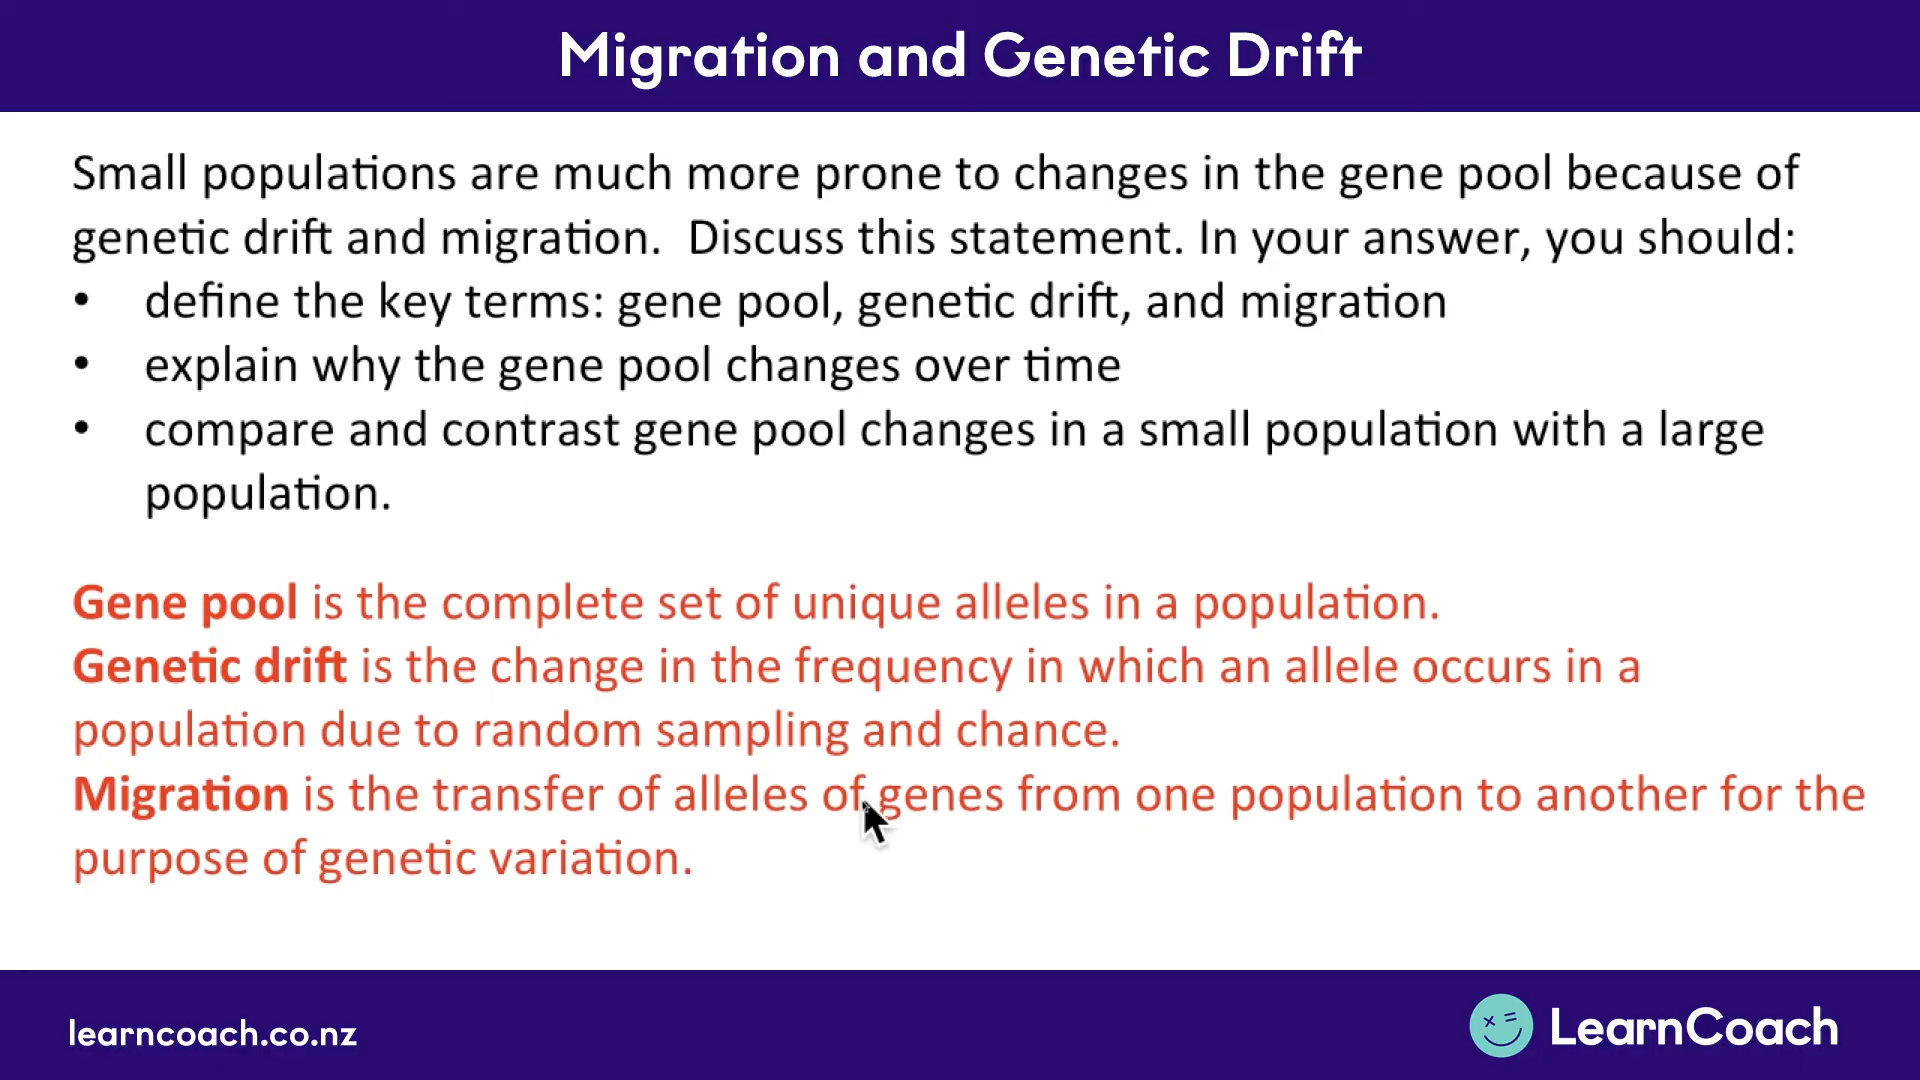 Migration and Genetic Drift
Small populations are much more prone to changes in the gene pool because of
genetic drift and migration.  Discuss this statement. In your answer, you should:
• define the key terms: gene pool, genetic drift, and migration
• explain why the gene pool changes over time
• compare and contrast gene pool changes in a small population with a large
population.
Gene pool is the complete set of unique alleles in a population.
Genetic drift is the change in the frequency in which an allele occurs in a
population due to random sampling and chance.
Migration is the transfer of alleles of genes from one population to another for the
purpose of genetic variation.
learncoach.co.nz
LearnCoach